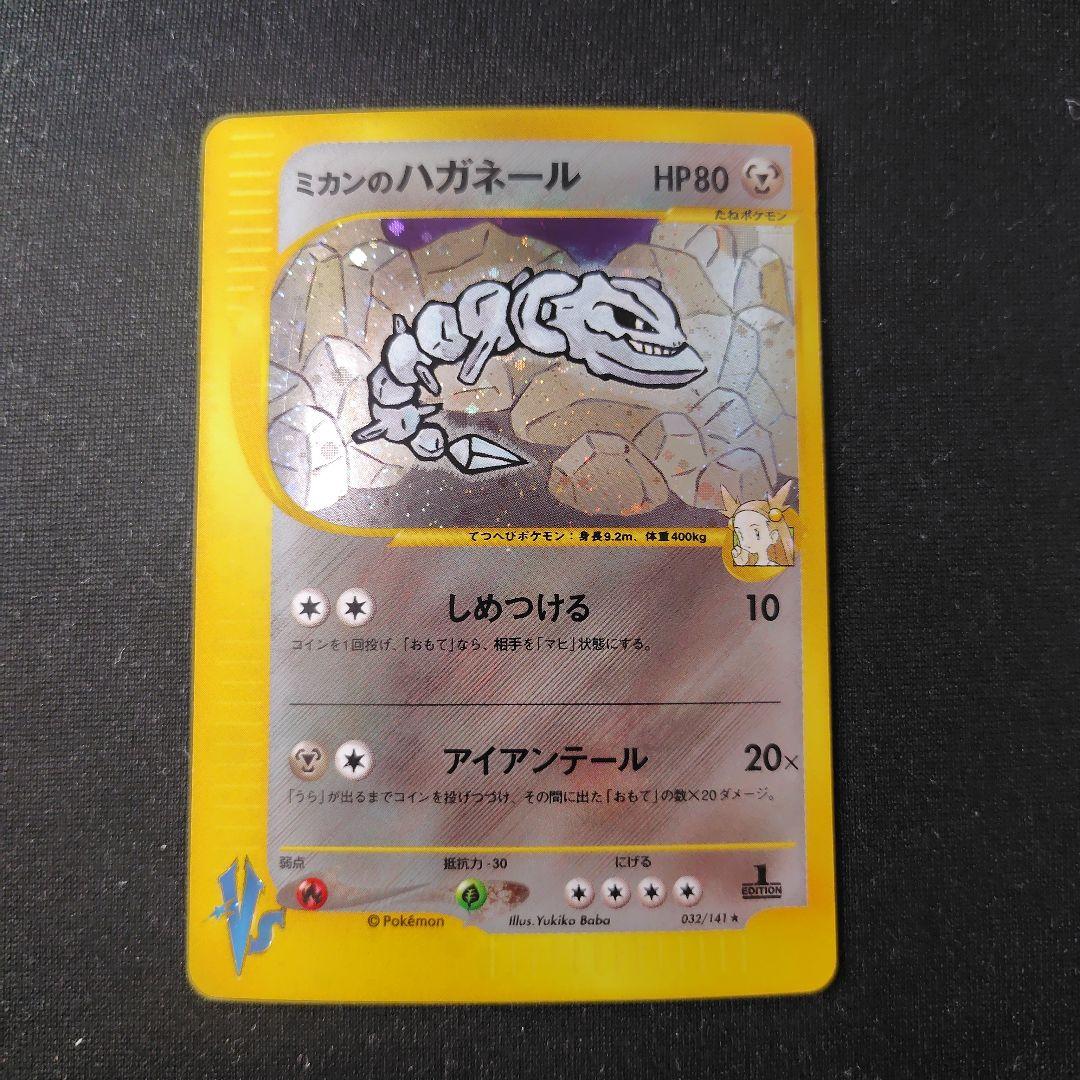 ミカンのハガネール HP80
たねポケモン
てつへびポケモン：身長9.2m、体重400kg
しめつける 10
コインを1回投げ、「おもて」なら、相手を「マヒ」状態にする。
アイアンテール 20×
「うら」が出るまでコインを投げつづけ、その間に出た「おもて」の数×20ダメージ。
弱点 抵抗力-30 にげる
1 EDITION
VS
©Pokémon Illus.Yukiko Baba 032/141★